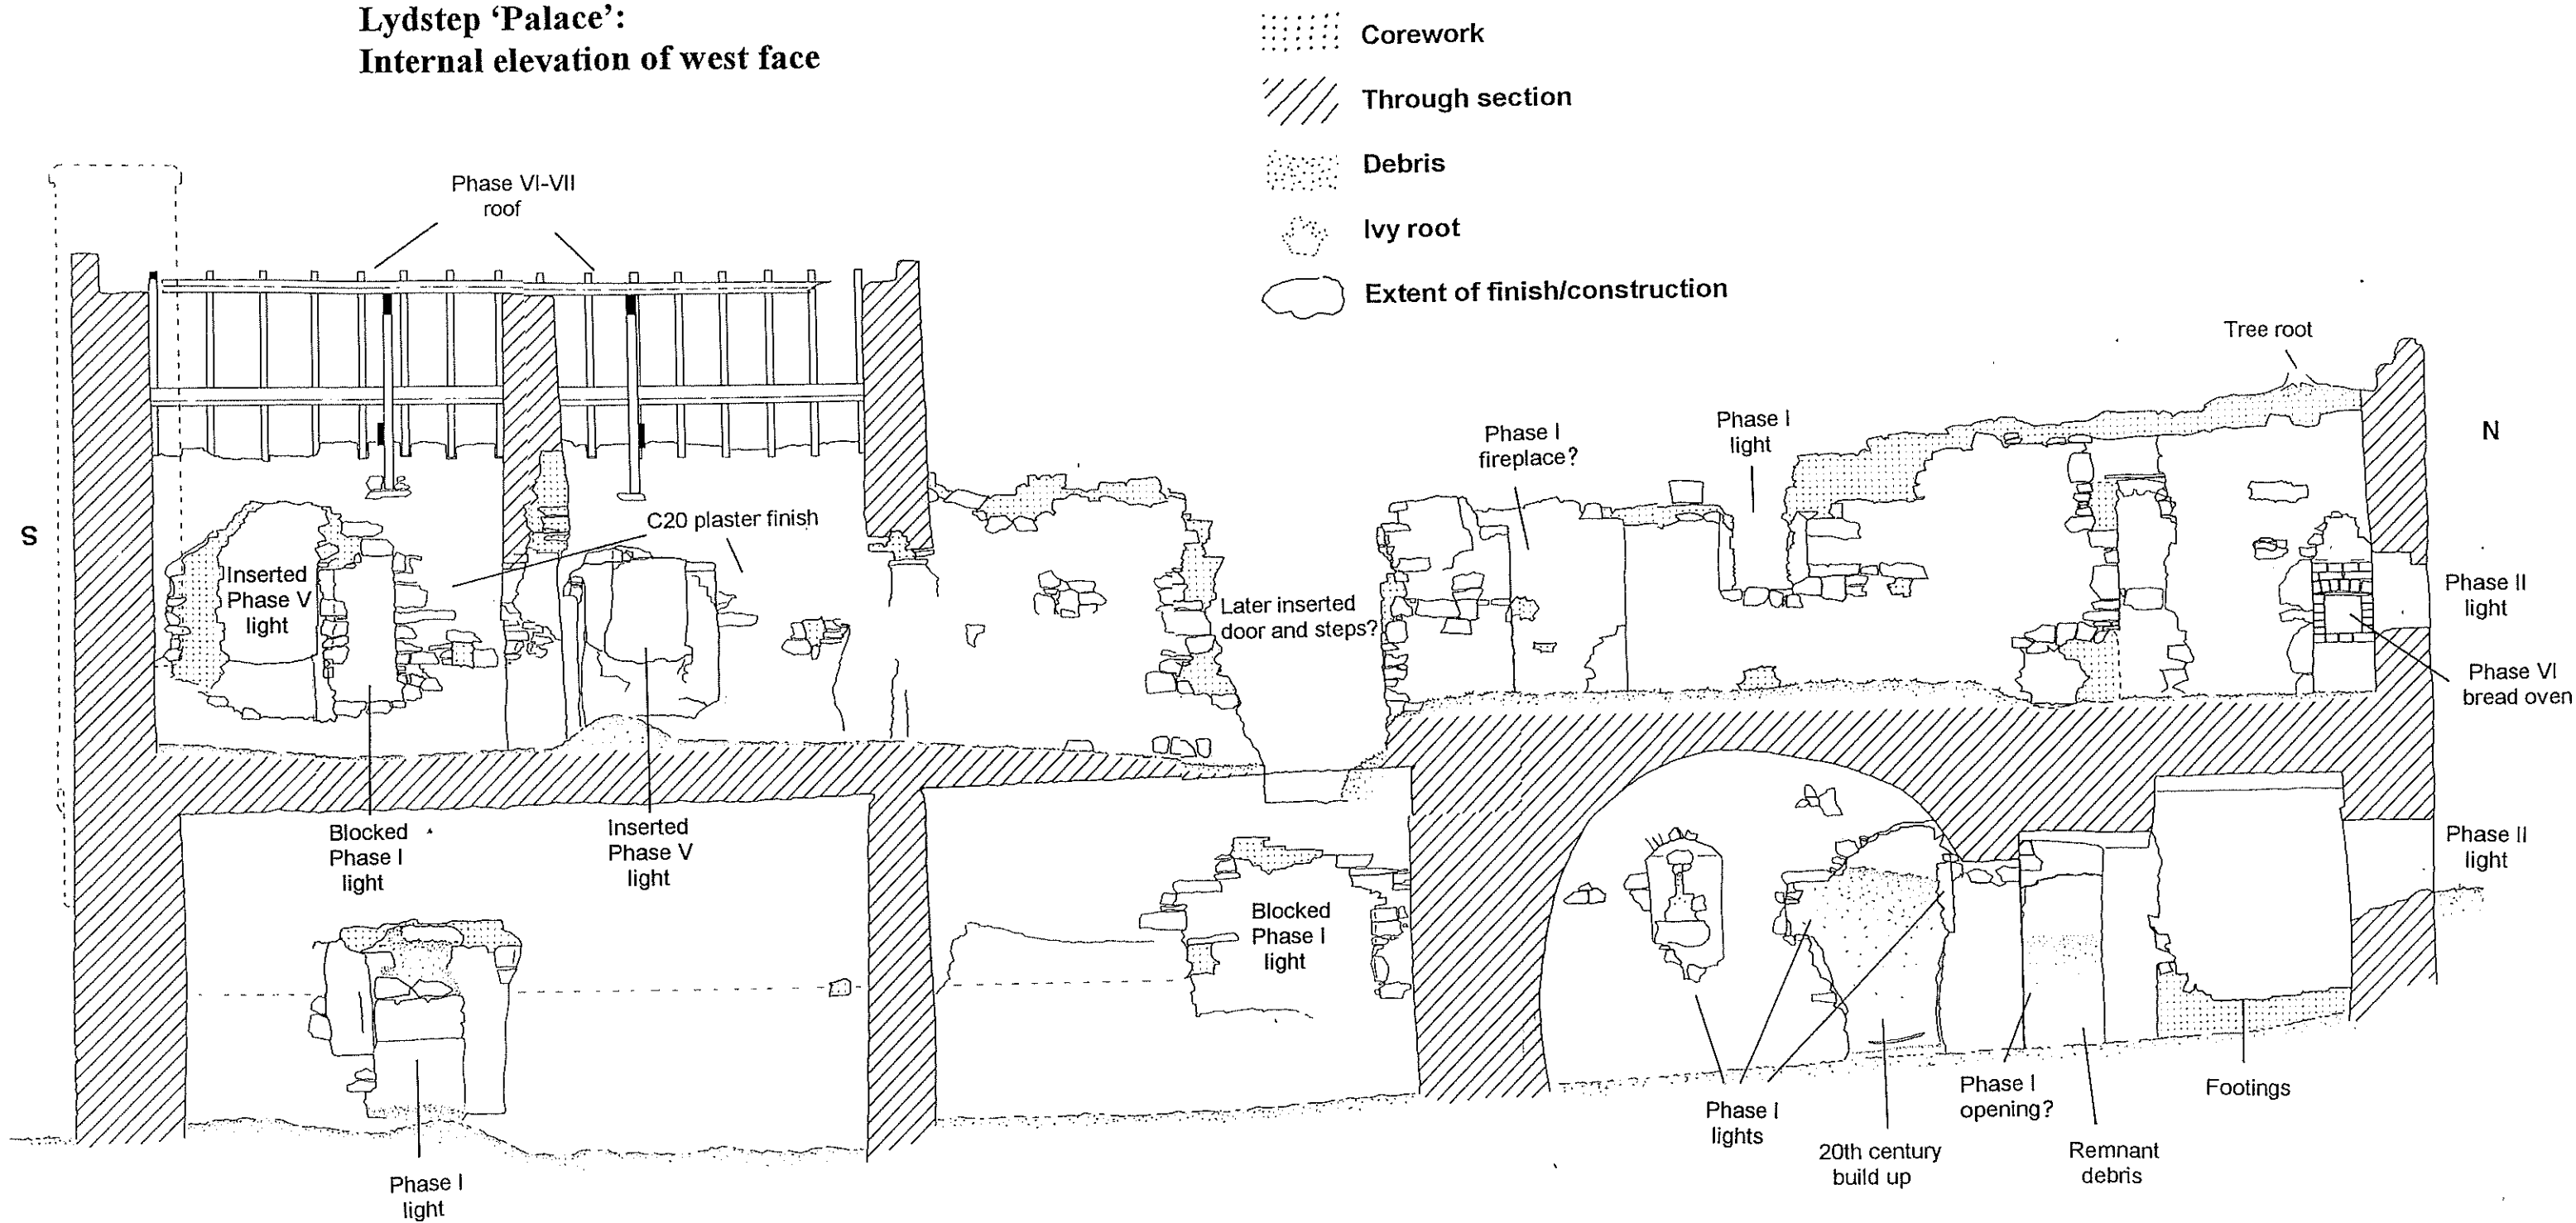 Lydstep ‘Palace’:
Internal elevation of west face
Corework
Through section
Debris
Ivy root
Extent of finish/construction
Phase VI-VII
roof
Tree root
Phase I
fireplace?
Phase I
light
N
S
C20 plaster finish
Inserted
Phase V
light
Later inserted
door and steps?
Phase II
light
Phase VI
bread oven
Blocked
Phase I
light
Inserted
Phase V
light
Phase II
light
Blocked
Phase I
light
Phase I
light
Phase I
lights
20th century
build up
Phase I
opening?
Remnant
debris
Footings